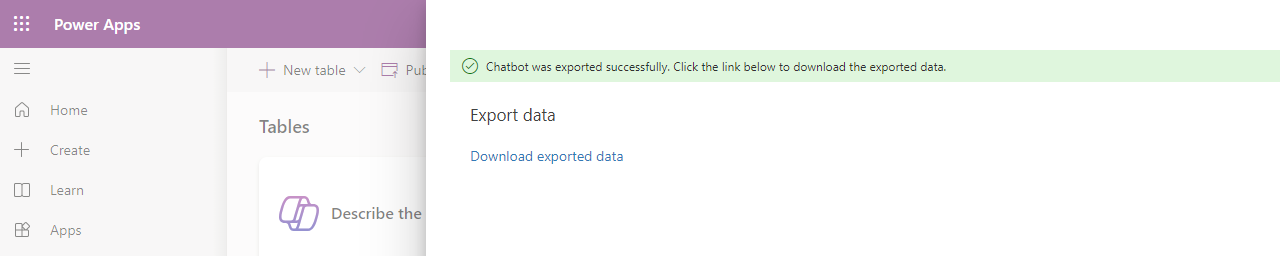 Power Apps
New table
Pub
Chatbot was exported successfully. Click the link below to download the exported data.
Home
Create
Learn
Apps
Tables
Describe the
Export data
Download exported data